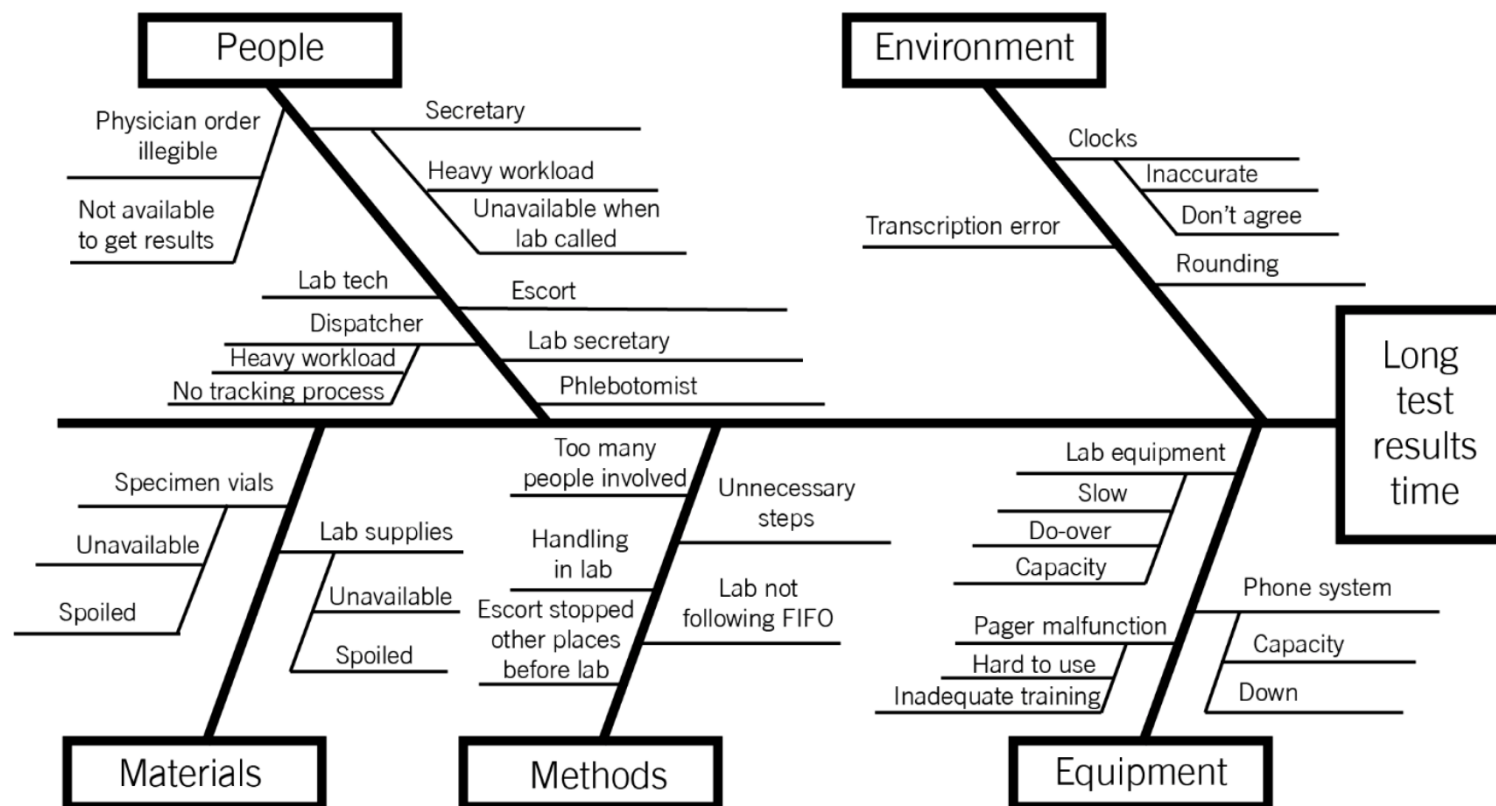 People
Environment
Physician order
illegible
Not available
to get results
Secretary
Heavy workload
Unavailable when
lab called
Lab tech
Dispatcher
Heavy workload
No tracking process
Escort
Lab secretary
Phlebotomist
Clocks
Inaccurate
Don't agree
Transcription error
Rounding
Long
test
results
time
Specimen vials
Unavailable
Spoiled
Lab supplies
Unavailable
Spoiled
Too many
people involved
Handling
in lab
Escort stopped
other places
before lab
Unnecessary
steps
Lab not
following FIFO
Lab equipment
Slow
Do-over
Capacity
Pager malfunction
Hard to use
Inadequate training
Phone system
Capacity
Down
Materials
Methods
Equipment